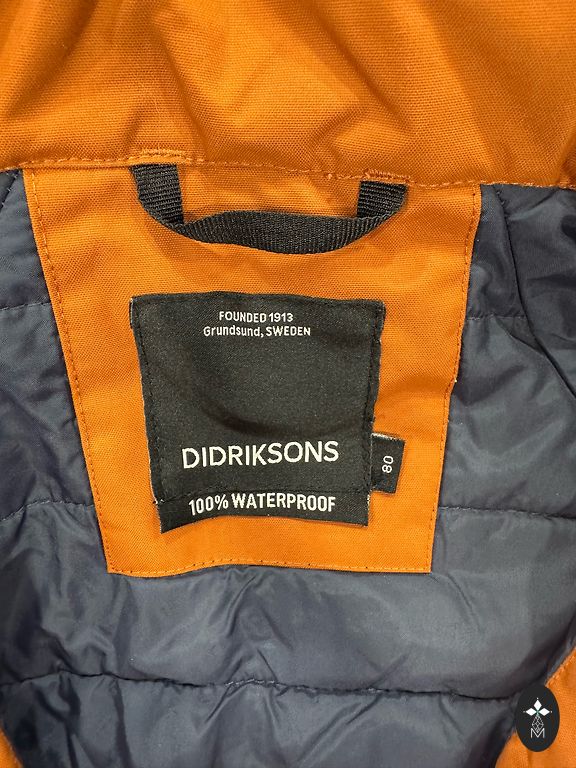 FOUNDED 1913
Grundsund, SWEDEN
DIDRIKSONS
80
100% WATERPROOF